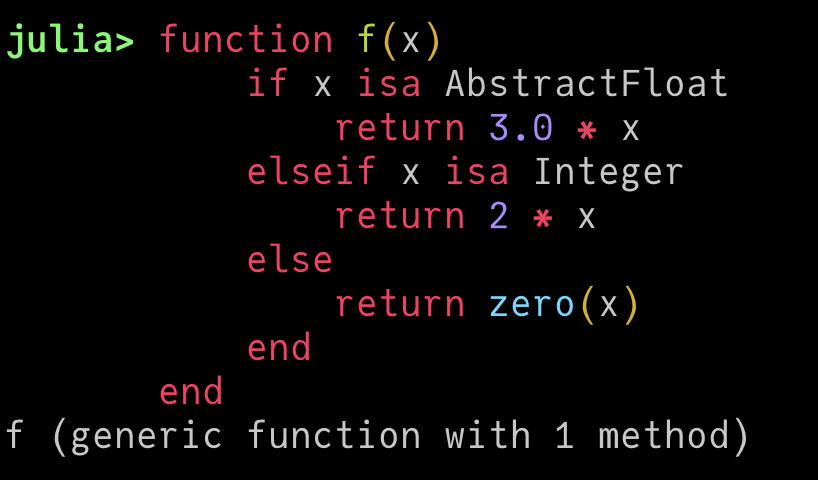 julia> function f(x)
           if x isa AbstractFloat
               return 3.0 * x
           elseif x isa Integer
               return 2 * x
           else
               return zero(x)
           end
       end
f (generic function with 1 method)